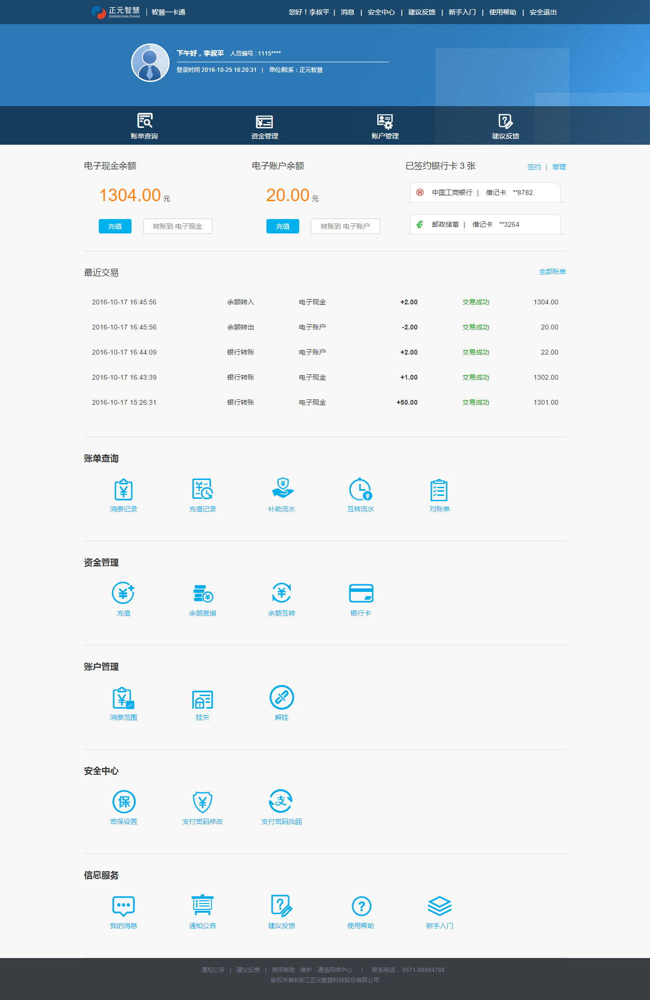 正元智慧 ZHENGYUAN ZHIHUI | 智慧一卡通 您好！李叔平 | 消息 | 安全中心 | 建议反馈 | 新手入门 | 使用帮助 | 安全退出
下午好，李叔平 人员编号 : 1115****
登录时间 2016-10-25 16:20:31 | 单位/院系：正元智慧
账单查询 资金管理 账户管理 建议反馈
电子现金余额 电子账户余额 已签约银行卡 3 张 签约 | 管理
1304.00 元 20.00 元
中国工商银行 | 借记卡 **8782
充值 转账到 电子现金 充值 转账到 电子账户
邮政储蓄 | 借记卡 **3264
最近交易 全部账单
2016-10-17 16:45:56 余额转入 电子现金 +2.00 交易成功 1304.00
2016-10-17 16:45:56 余额转出 电子账户 -2.00 交易成功 20.00
2016-10-17 16:44:09 银行转账 电子账户 +2.00 交易成功 22.00
2016-10-17 16:43:39 银行转账 电子现金 +1.00 交易成功 1302.00
2016-10-17 15:26:31 银行转账 电子现金 +50.00 交易成功 1301.00
账单查询
消费记录 充值记录 补助流水 互转流水 对账单
资金管理
充值 余额查询 余额互转 银行卡
账户管理
消费范围 挂失 解挂
安全中心
保 支
密保设置 支付密码修改 支付密码找回
信息服务
我的消息 通知公告 建议反馈 使用帮助 新手入门
通知公告 | 建议反馈 | 使用帮助 维护：通信网络中心 | 联系电话： 0571-88994788
版权所有©浙江正元智慧科技股份有限公司